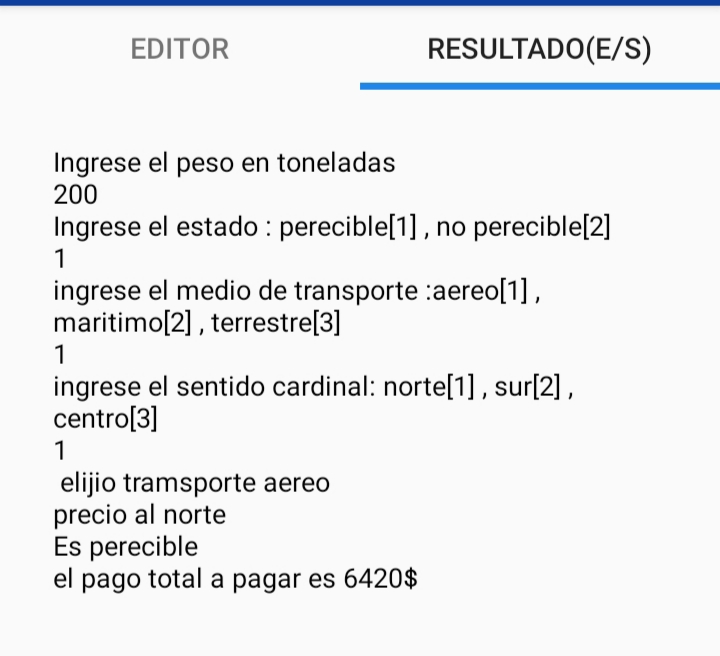 EDITOR RESULTADO(E/S)
Ingrese el peso en toneladas
200
Ingrese el estado : perecible[1] , no perecible[2]
1
ingrese el medio de transporte :aereo[1] ,
maritimo[2] , terrestre[3]
1
ingrese el sentido cardinal: norte[1] , sur[2] ,
centro[3]
1
elijio tramsporte aereo
precio al norte
Es perecible
el pago total a pagar es 6420$